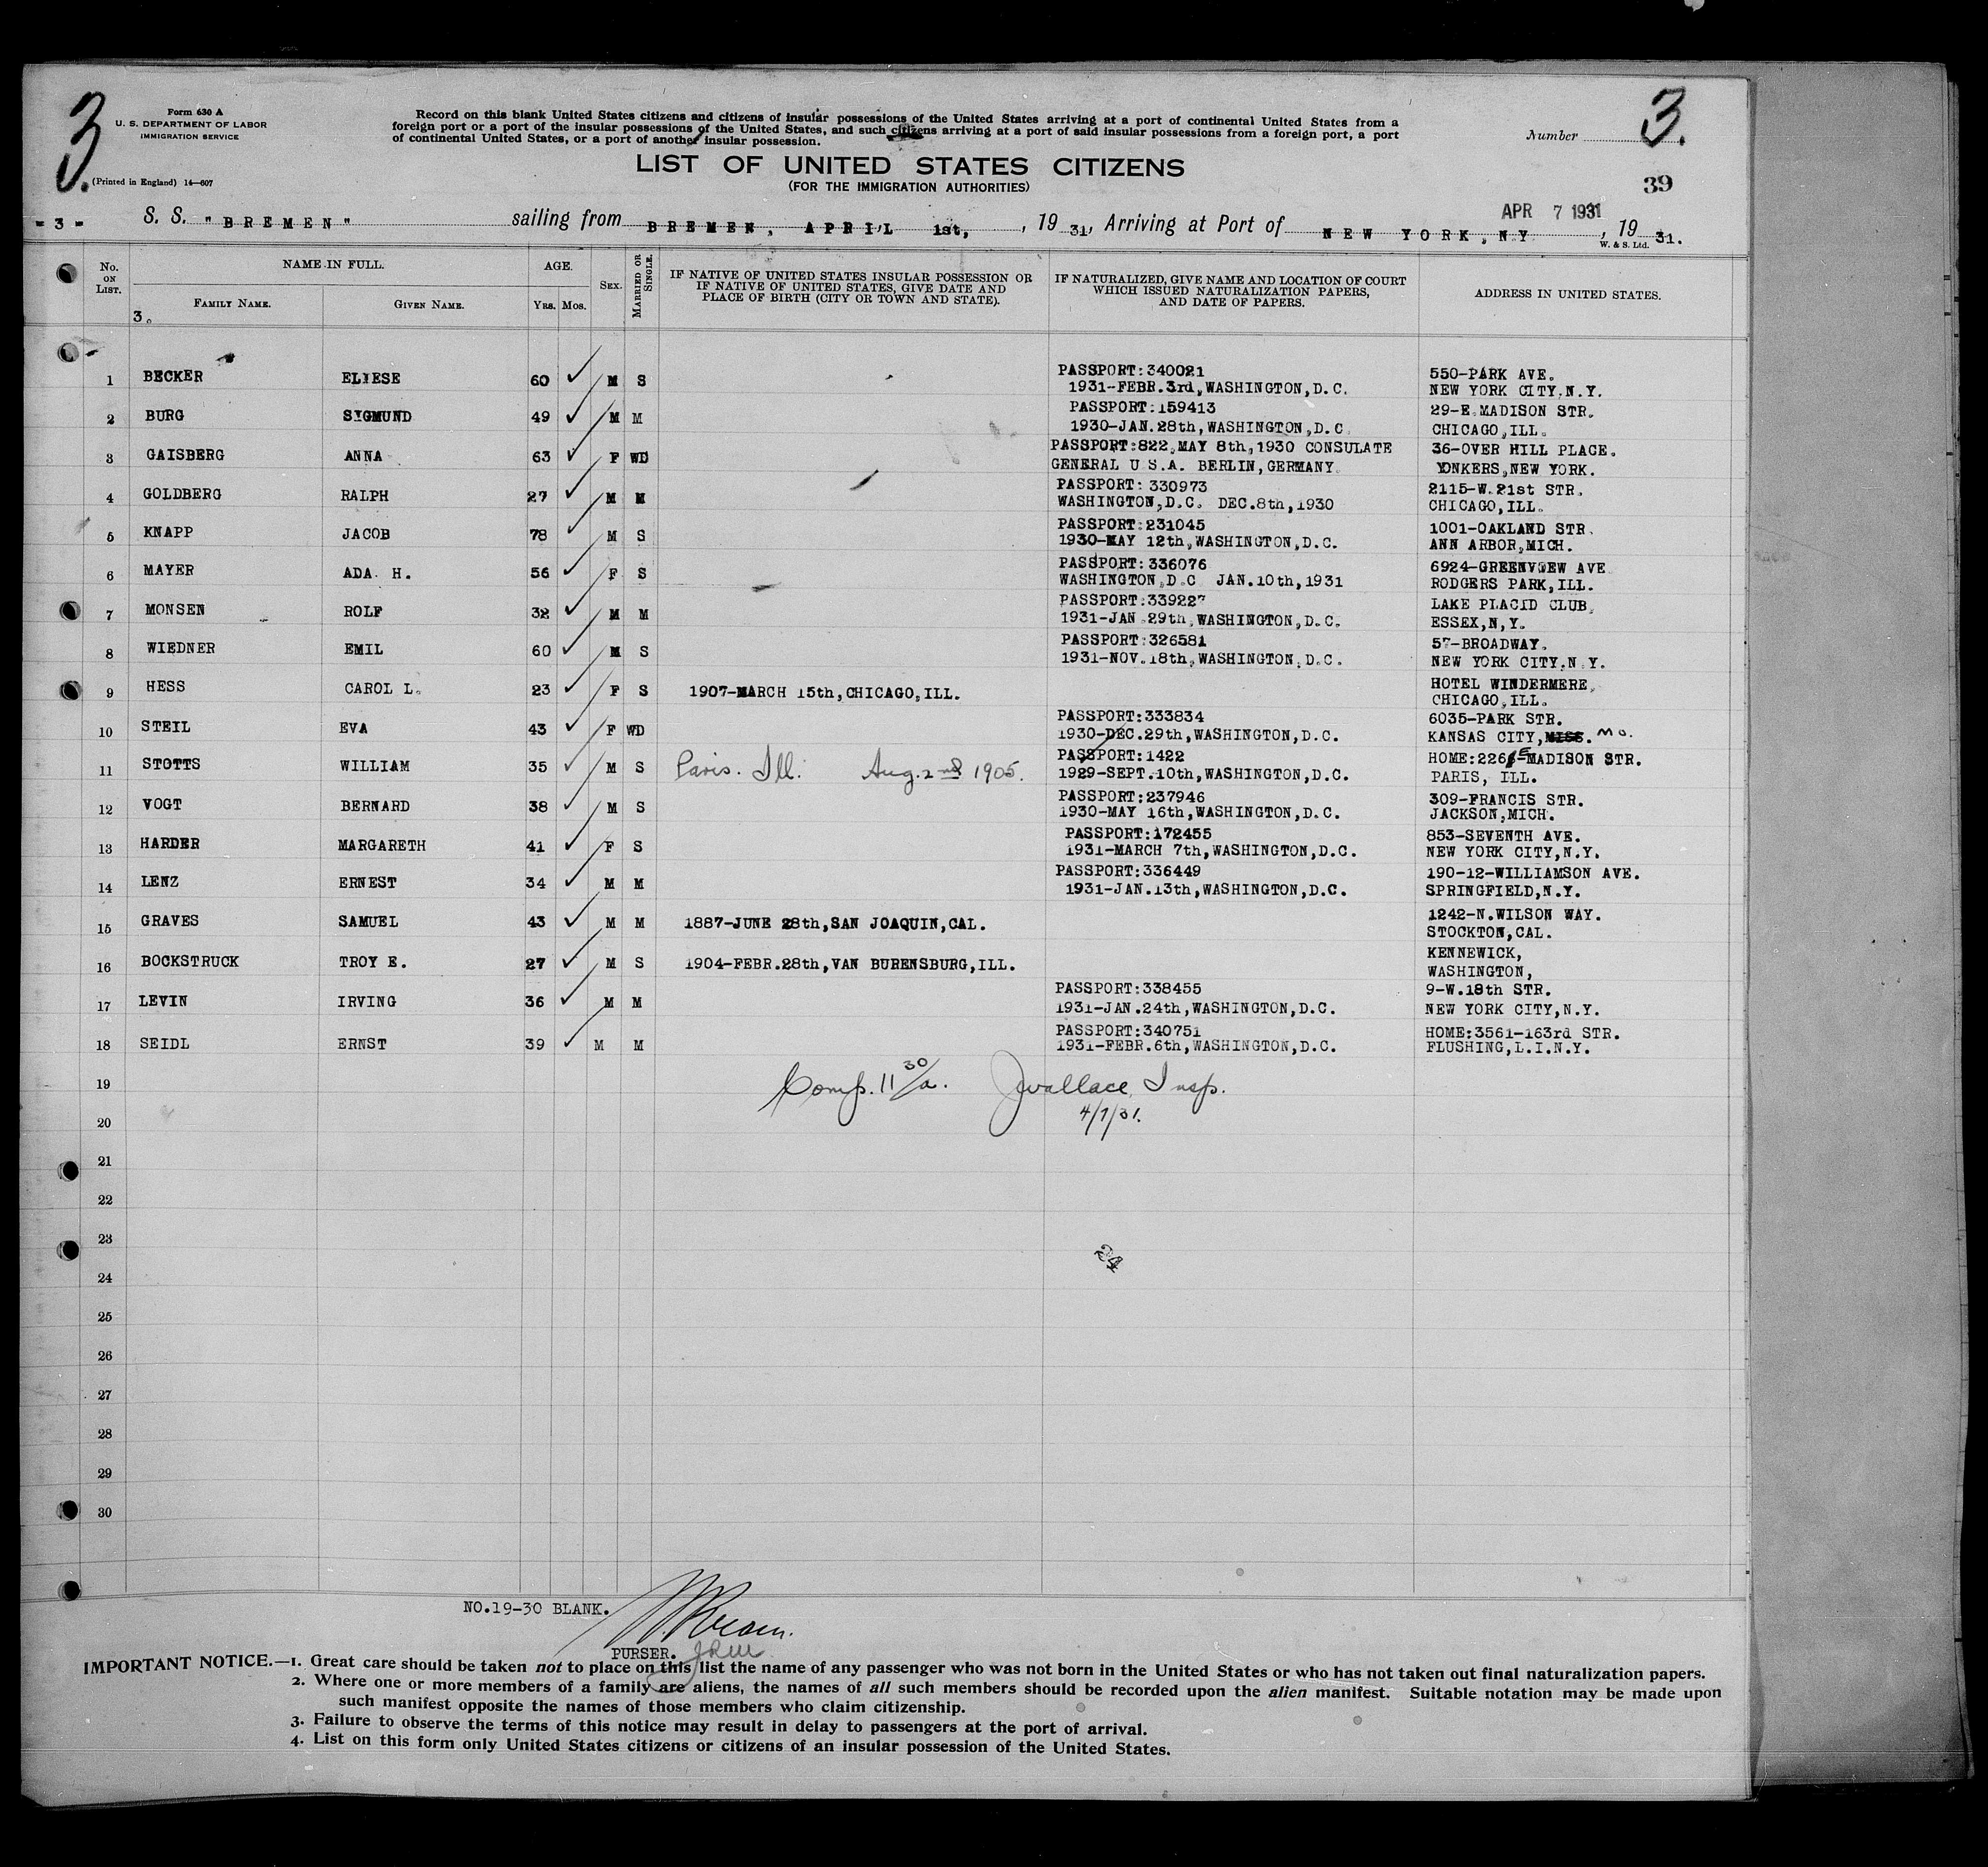 3.
Form 630 A
U. S. DEPARTMENT OF LABOR
IMMIGRATION SERVICE
(Printed in England) 14—607
Record on this blank United States citizens and citizens of insular possessions of the United States arriving at a port of continental United States from a
foreign port or a port of the insular possessions of the United States, and such citizens arriving at a port of said insular possessions from a foreign port, a port
of continental United States, or a port of another insular possession.
Number 3.
LIST OF UNITED STATES CITIZENS
(FOR THE IMMIGRATION AUTHORITIES)
39
APR 7 1931
- 3 - S. S. "BREMEN" sailing from BREMEN, APRIL 1st, , 19 31, Arriving at Port of NEW YORK, N.Y. , 19 31.
W. & S. Ltd.
No. ON LIST. NAME IN FULL. AGE. SEX. MARRIED OR SINGLE. IF NATIVE OF UNITED STATES INSULAR POSSESSION OR IF NATIVE OF UNITED STATES, GIVE DATE AND PLACE OF BIRTH (CITY OR TOWN AND STATE). IF NATURALIZED, GIVE NAME AND LOCATION OF COURT WHICH ISSUED NATURALIZATION PAPERS, AND DATE OF PAPERS. ADDRESS IN UNITED STATES.
FAMILY NAME. GIVEN NAME. Yrs. Mos.
3.
1 BECKER ELIESE 60 ✓ M S PASSPORT:340021 550-PARK AVE.
1931-FEBR.3rd,WASHINGTON,D.C. NEW YORK CITY,N.Y.
2 BURG SIGMUND 49 ✓ M M PASSPORT:159413 29-E.MADISON STR.
1930-JAN.28th,WASHINGTON,D.C. CHICAGO,ILL.
3 GAISBERG ANNA 63 ✓ F WD PASSPORT:822,MAY 8th,1930 CONSULATE 36-OVER HILL PLACE.
GENERAL U S.A. BERLIN,GERMANY. YONKERS,NEW YORK.
4 GOLDBERG RALPH 27 ✓ M M PASSPORT: 330973 2115-W.21st STR.
WASHINGTON,D.C. DEC.8th,1930 CHICAGO,ILL.
5 KNAPP JACOB 78 ✓ M S PASSPORT:231045 1001-OAKLAND STR.
1930-MAY 12th,WASHINGTON,D.C. ANN ARBOR,MICH.
6 MAYER ADA H. 56 ✓ F S PASSPORT:336076 6924-GREENVIEW AVE
WASHINGTON,D.C JAN.10th,1931 RODGERS PARK,ILL.
7 MONSEN ROLF 32 ✓ M M PASSPORT:339227 LAKE PLACID CLUB,
1931-JAN.29th,WASHINGTON,D.C. ESSEX,N,Y.
8 WIEDNER EMIL 60 ✓ M S PASSPORT:326581 57-BROADWAY.
1931-NOV.18th,WASHINGTON,D.C. NEW YORK CITY,N.Y.
9 HESS CAROL L. 23 ✓ F S 1907-MARCH 15th,CHICAGO,ILL. HOTEL WINDERMERE,
CHICAGO,ILL.
10 STEIL EVA 43 ✓ F WD PASSPORT:333834 6035-PARK STR.
1930-DEC.29th,WASHINGTON,D.C. KANSAS CITY,MISS. Mo.
11 STOTTS WILLIAM 35 ✓ M S Paris. Ill. Aug. 2nd 1905. PASSPORT:1422 HOME:226 E-MADISON STR.
1929-SEPT.10th,WASHINGTON,D.C. PARIS, ILL.
12 VOGT BERNARD 38 ✓ M S PASSPORT:237946 309-FRANCIS STR.
1930-MAY 16th,WASHINGTON,D.C. JACKSON,MICH.
13 HARDER MARGARETH 41 ✓ F S PASSPORT:172455 853-SEVENTH AVE.
1931-MARCH 7th,WASHINGTON,D.C. NEW YORK CITY,N.Y.
14 LENZ ERNEST 34 ✓ M M PASSPORT:336449 190-12-WILLIAMSON AVE.
1931-JAN.13th,WASHINGTON,D.C. SPRINGFIELD,N.Y.
15 GRAVES SAMUEL 43 ✓ M M 1887-JUNE 28th,SAN JOAQUIN,CAL. 1242-N.WILSON WAY.
STOCKTON,CAL.
16 BOCKSTRUCK TROY E. 27 ✓ M S 1904-FEBR.28th,VAN BURENSBURG,ILL. KENNEWICK,
WASHINGTON,
17 LEVIN IRVING 36 ✓ M M PASSPORT:338455 9-W.18th STR.
1931-JAN.24th,WASHINGTON,D.C. NEW YORK CITY,N.Y.
18 SEIDL ERNST 39 ✓ M M PASSPORT:340751 HOME:3561-163rd STR.
1931-FEBR.6th,WASHINGTON,D.C. FLUSHING,L.I.N.Y.
19 Comp. 11 30/a. JWallace Insp.
20 4/7/31.
21
22
23
24
24
25
26
27
28
29
30
NO.19-30 BLANK.
PURSER.
IMPORTANT NOTICE.—1. Great care should be taken not to place on this list the name of any passenger who was not born in the United States or who has not taken out final naturalization papers.
2. Where one or more members of a family are aliens, the names of all such members should be recorded upon the alien manifest. Suitable notation may be made upon
such manifest opposite the names of those members who claim citizenship.
3. Failure to observe the terms of this notice may result in delay to passengers at the port of arrival.
4. List on this form only United States citizens or citizens of an insular possession of the United States.